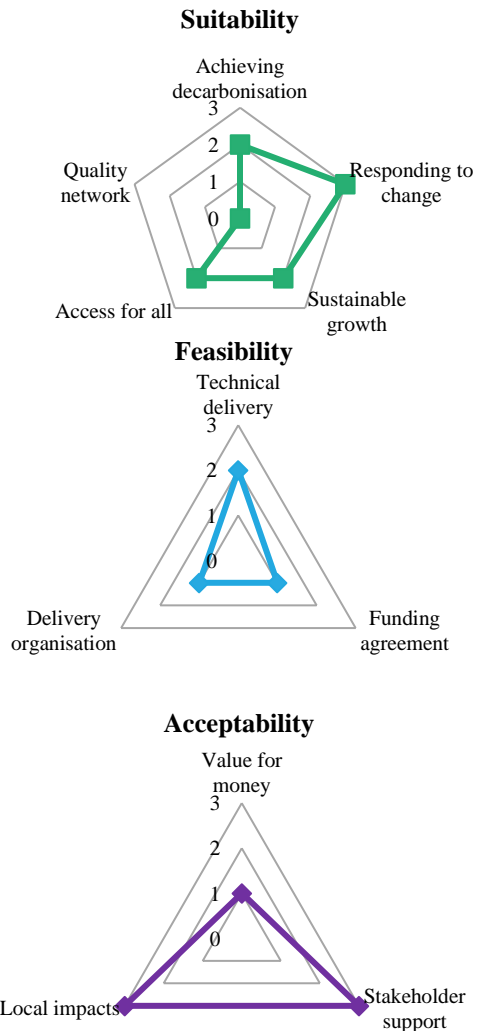 Suitability
Achieving
decarbonisation
3
2
1
0
Quality
network
Responding to
change
Access for all
Sustainable
growth
Feasibility
Technical
delivery
3
2
1
0
Delivery
organisation
Funding
agreement
Acceptability
Value for
money
3
2
1
0
Local impacts
Stakeholder
support